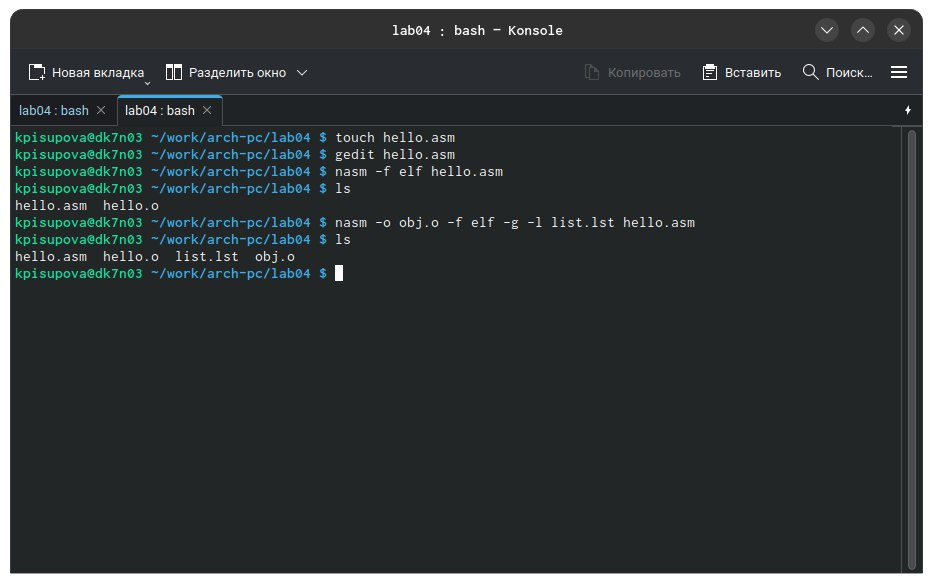 lab04 : bash — Konsole
Новая вкладка Разделить окно Копировать Вставить Поиск...
lab04 : bash lab04 : bash
kpisupova@dk7n03 ~/work/arch-pc/lab04 $ touch hello.asm
kpisupova@dk7n03 ~/work/arch-pc/lab04 $ gedit hello.asm
kpisupova@dk7n03 ~/work/arch-pc/lab04 $ nasm -f elf hello.asm
kpisupova@dk7n03 ~/work/arch-pc/lab04 $ ls
hello.asm  hello.o
kpisupova@dk7n03 ~/work/arch-pc/lab04 $ nasm -o obj.o -f elf -g -l list.lst hello.asm
kpisupova@dk7n03 ~/work/arch-pc/lab04 $ ls
hello.asm  hello.o  list.lst  obj.o
kpisupova@dk7n03 ~/work/arch-pc/lab04 $